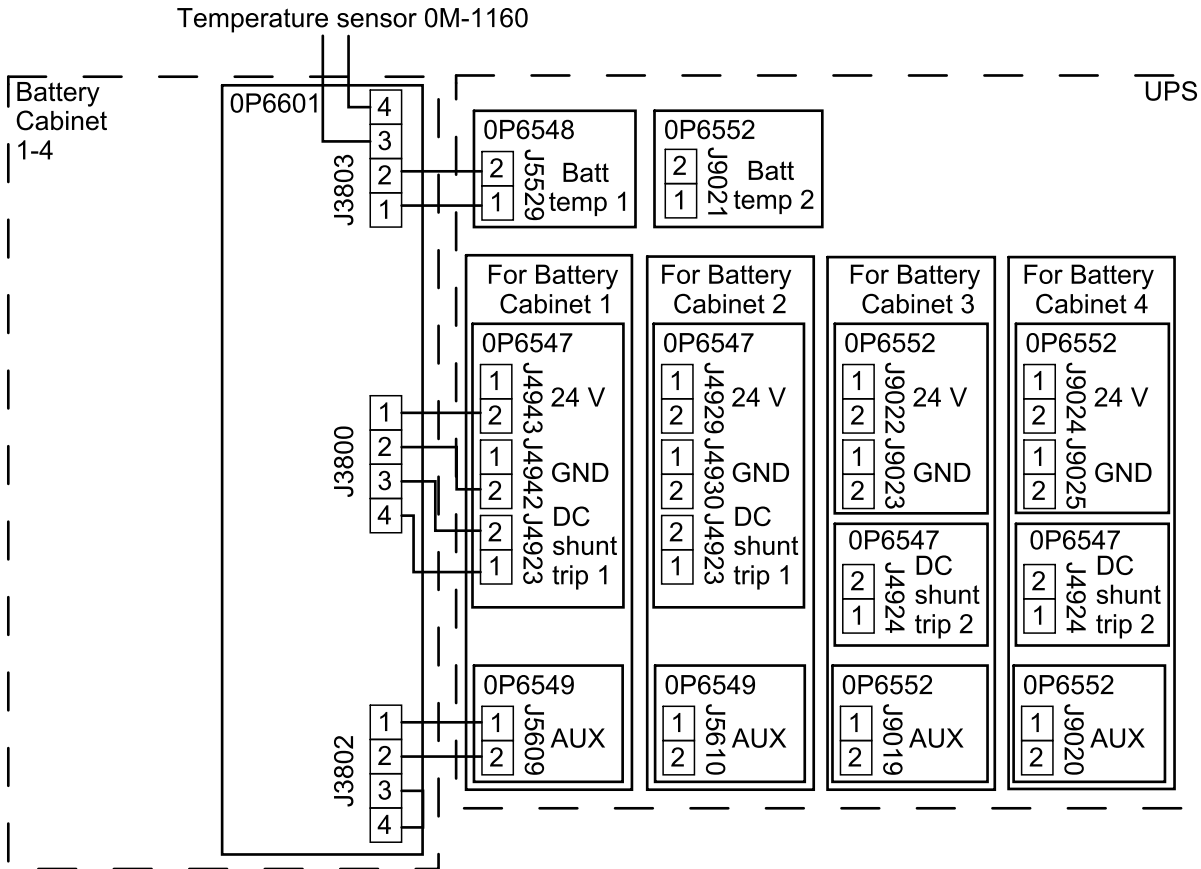 Temperature sensor 0M-1160
Battery
Cabinet
1-4
0P6601
4
3
2
1
J3803
1
2
3
4
J3800
1
2
3
4
J3802
UPS
0P6548
2
1
J5529
Batt
temp 1
0P6552
2
1
J9021
Batt
temp 2
For Battery
Cabinet 1
0P6547
1
2
J4943
24 V
1
2
J4942
GND
2
1
J4923
DC
shunt
trip 1
0P6549
1
2
J5609
AUX
For Battery
Cabinet 2
0P6547
1
2
J4929
24 V
1
2
J4930
GND
2
1
J4923
DC
shunt
trip 1
0P6549
1
2
J5610
AUX
For Battery
Cabinet 3
0P6552
1
2
J9022
24 V
1
2
J9023
GND
0P6547
2
1
J4924
DC
shunt
trip 2
0P6552
1
2
J9019
AUX
For Battery
Cabinet 4
0P6552
1
2
J9024
24 V
1
2
J9025
GND
0P6547
2
1
J4924
DC
shunt
trip 2
0P6552
1
2
J9020
AUX